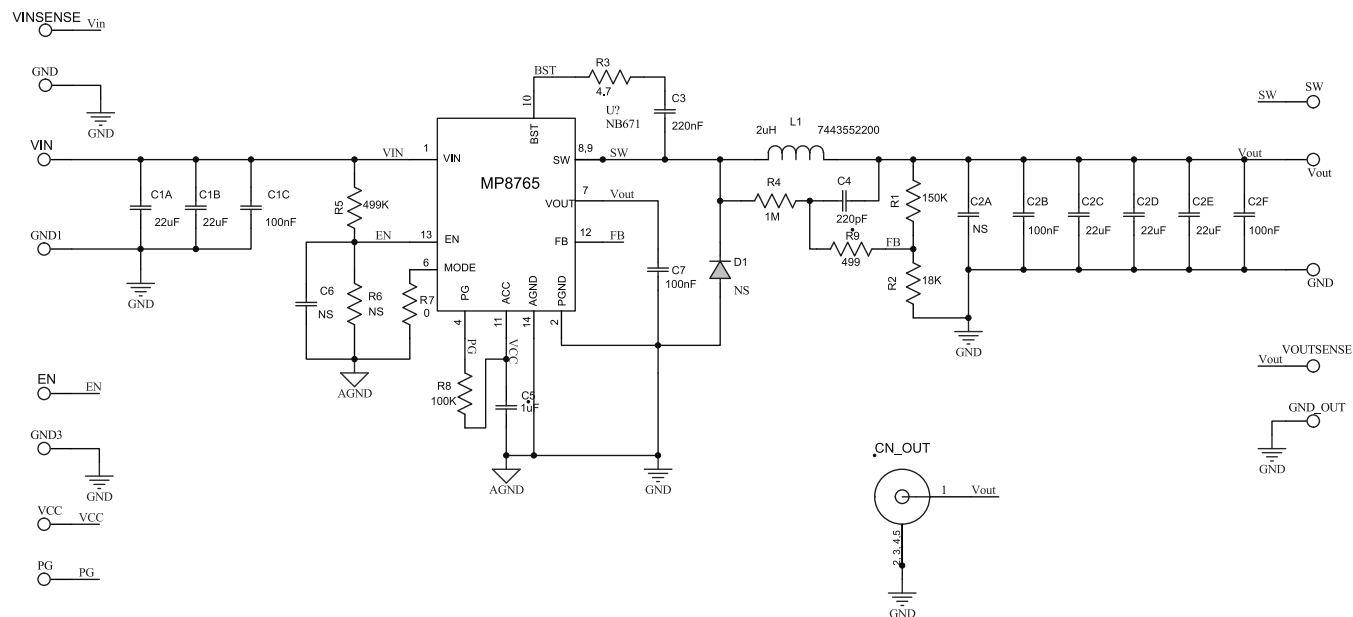 VINSENSE
Vin
GND
GND
VIN
VIN
C1A
22uF
C1B
22uF
C1C
100nF
GND1
GND
R5
499K
EN
C6
NS
R6
NS
R7
0
AGND
BST
R3
4.7
C3
220nF
U?
NB671
10
BST
1
VIN
MP8765
SW
8,9
SW
7
VOUT
Vout
13
EN
FB
12
FB
6
MODE
PG
ACC
AGND
PGND
4
11
14
2
PG
VCC
R8
100K
C5
1uF
AGND
C7
100nF
GND
D1
NS
2uH
L1
7443552200
R4
1M
C4
220pF
R9
499
FB
R1
150K
R2
18K
C2A
NS
C2B
100nF
C2C
22uF
C2D
22uF
C2E
22uF
C2F
100nF
GND
SW
SW
Vout
Vout
GND
VOUTSENSE
Vout
GND_OUT
GND
EN
EN
GND3
GND
VCC
VCC
PG
PG
CN_OUT
1
Vout
2, 3, 4, 5
GND